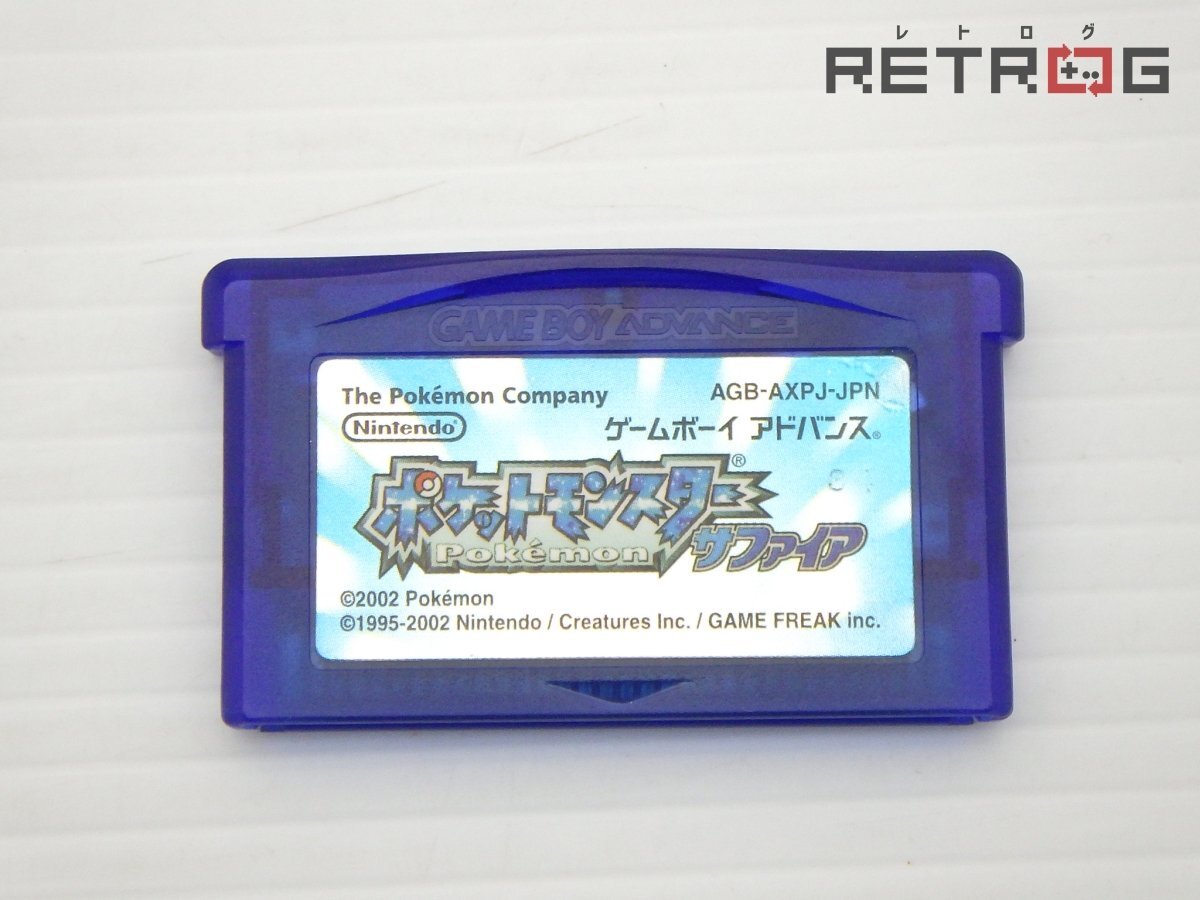 レトログ
RETROG
GAME BOY ADVANCE
The Pokémon Company AGB-AXPJ-JPN
Nintendo® ゲームボーイ アドバンス®
ポケットモンスター®
Pokémon サファイア
©2002 Pokémon
©1995-2002 Nintendo / Creatures Inc. / GAME FREAK inc.